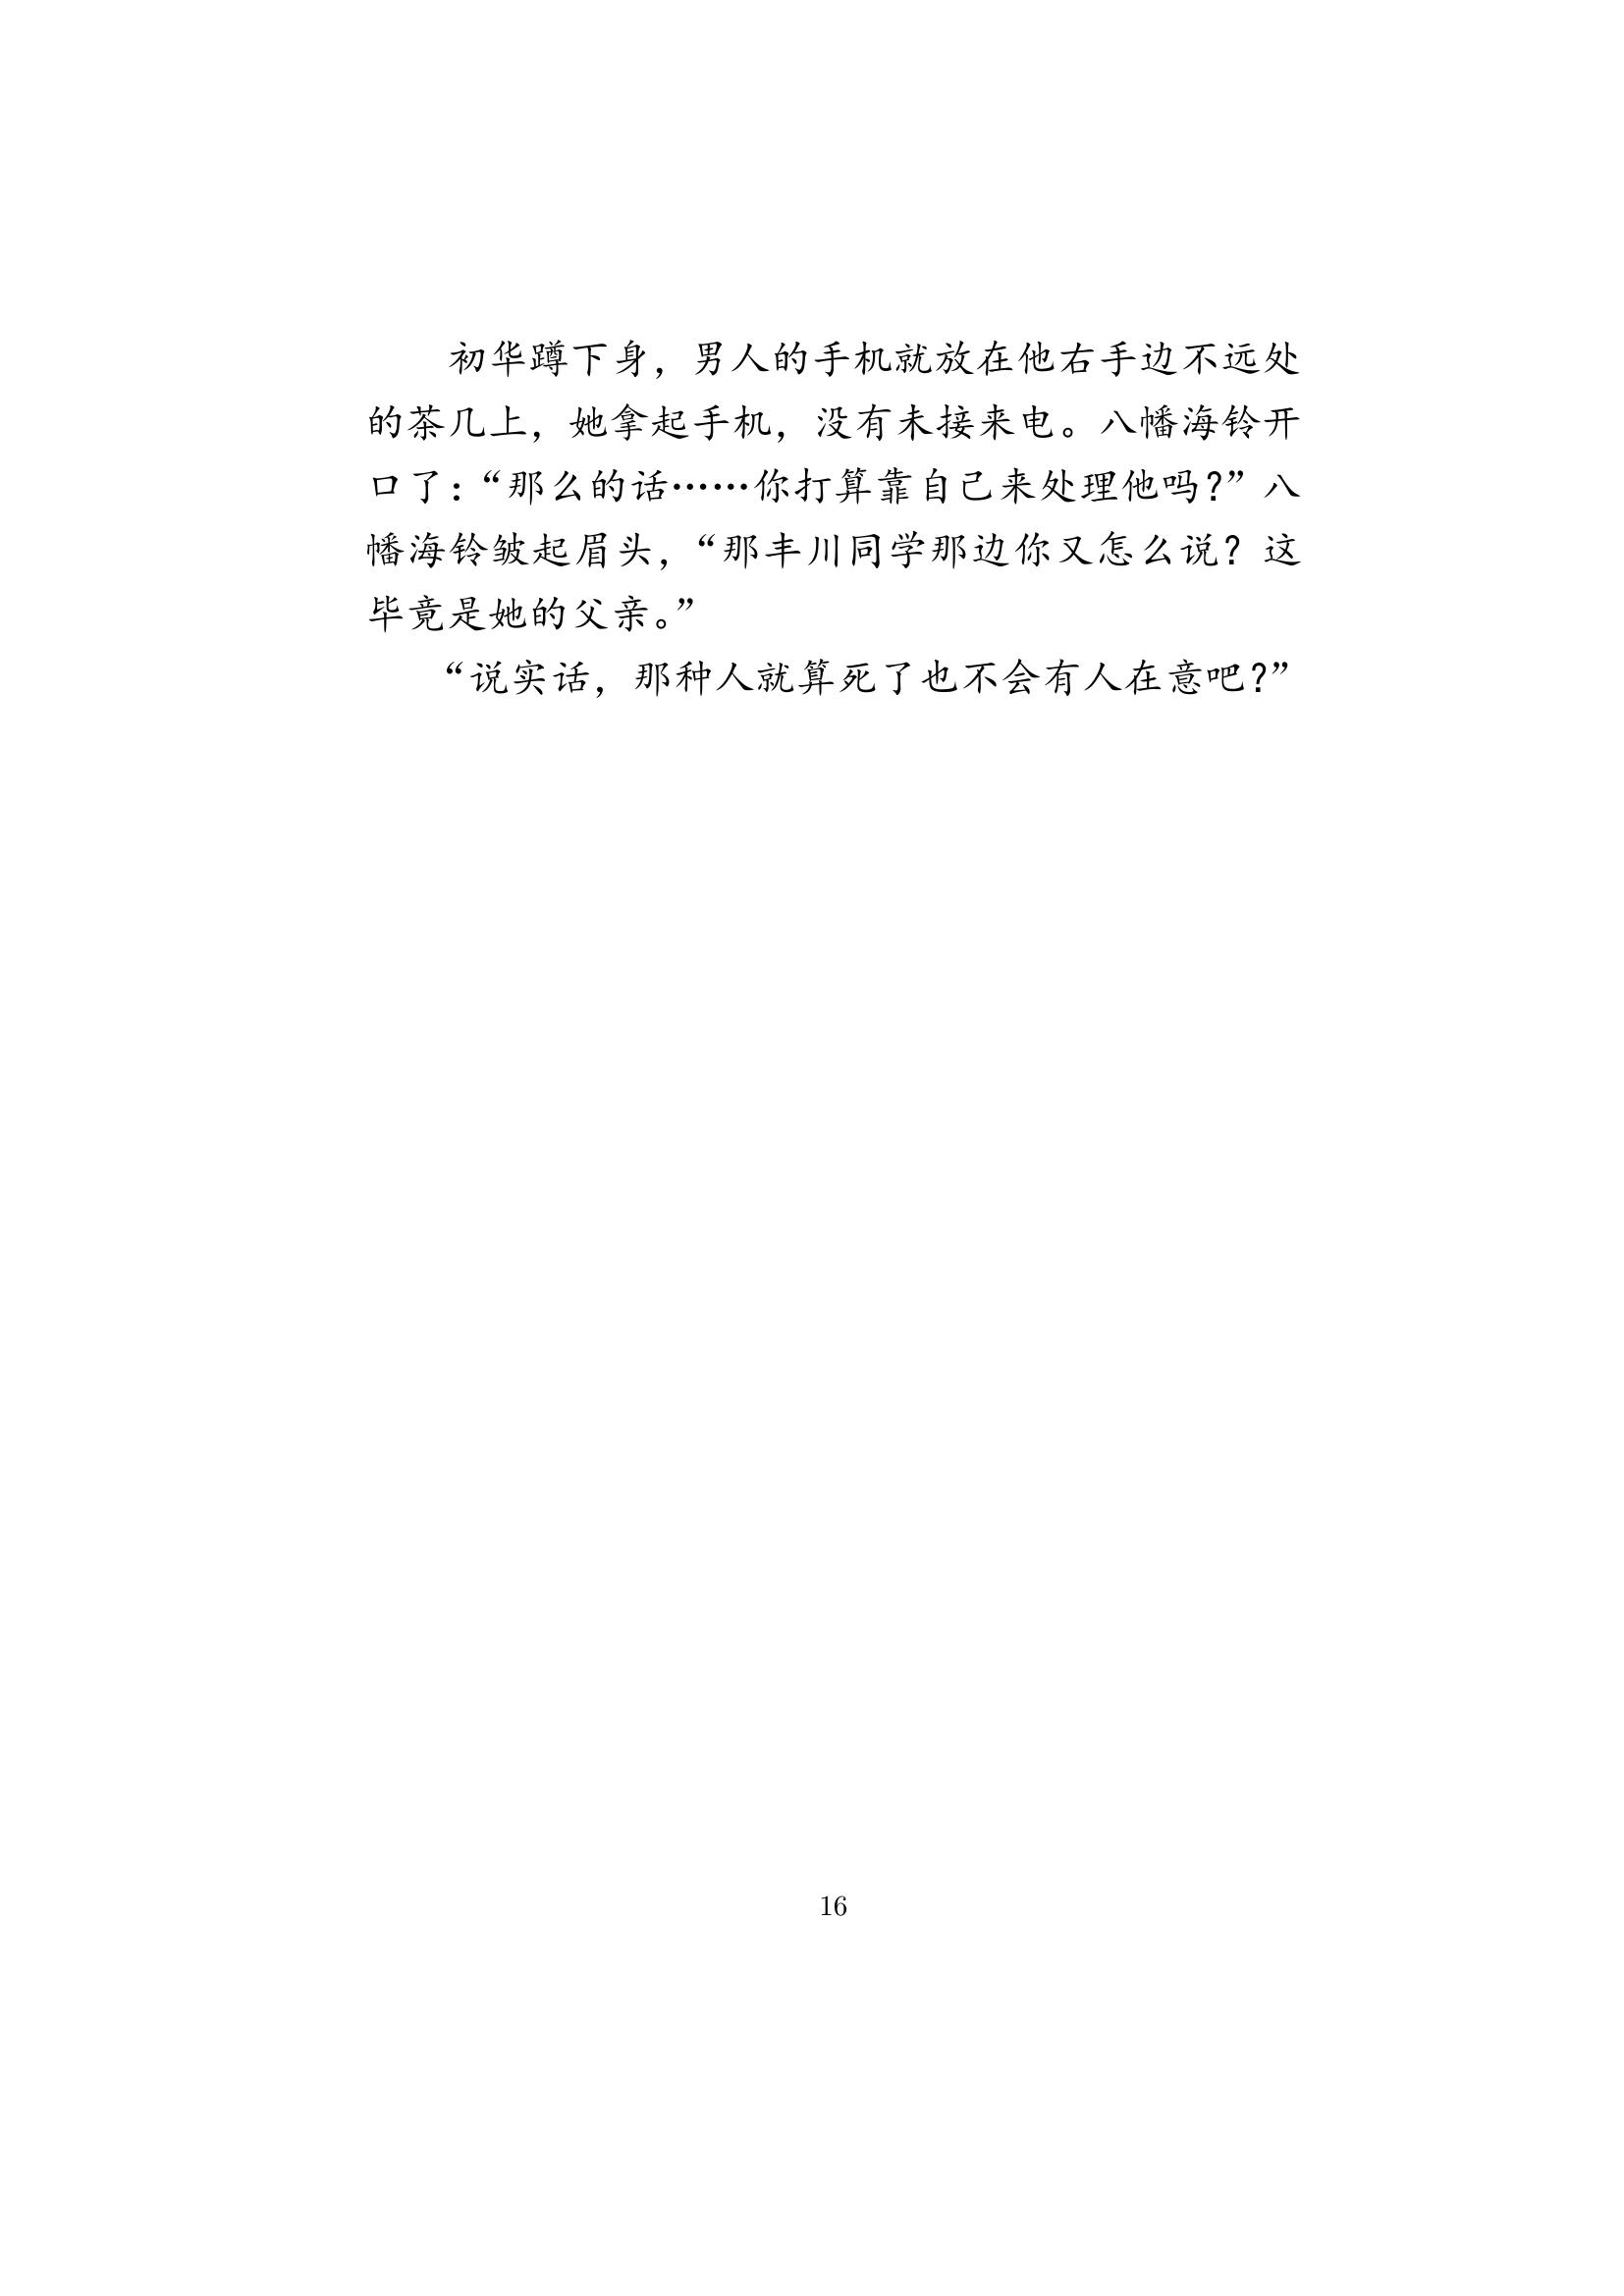 初华蹲下身，男人的手机就放在他右手边不远处
的茶几上，她拿起手机，没有未接来电。八幡海铃开
口了：“那么的话……你打算靠自己来处理他吗？”八
幡海铃皱起眉头，“那丰川同学那边你又怎么说？这
毕竟是她的父亲。”
“说实话，那种人就算死了也不会有人在意吧？”
16